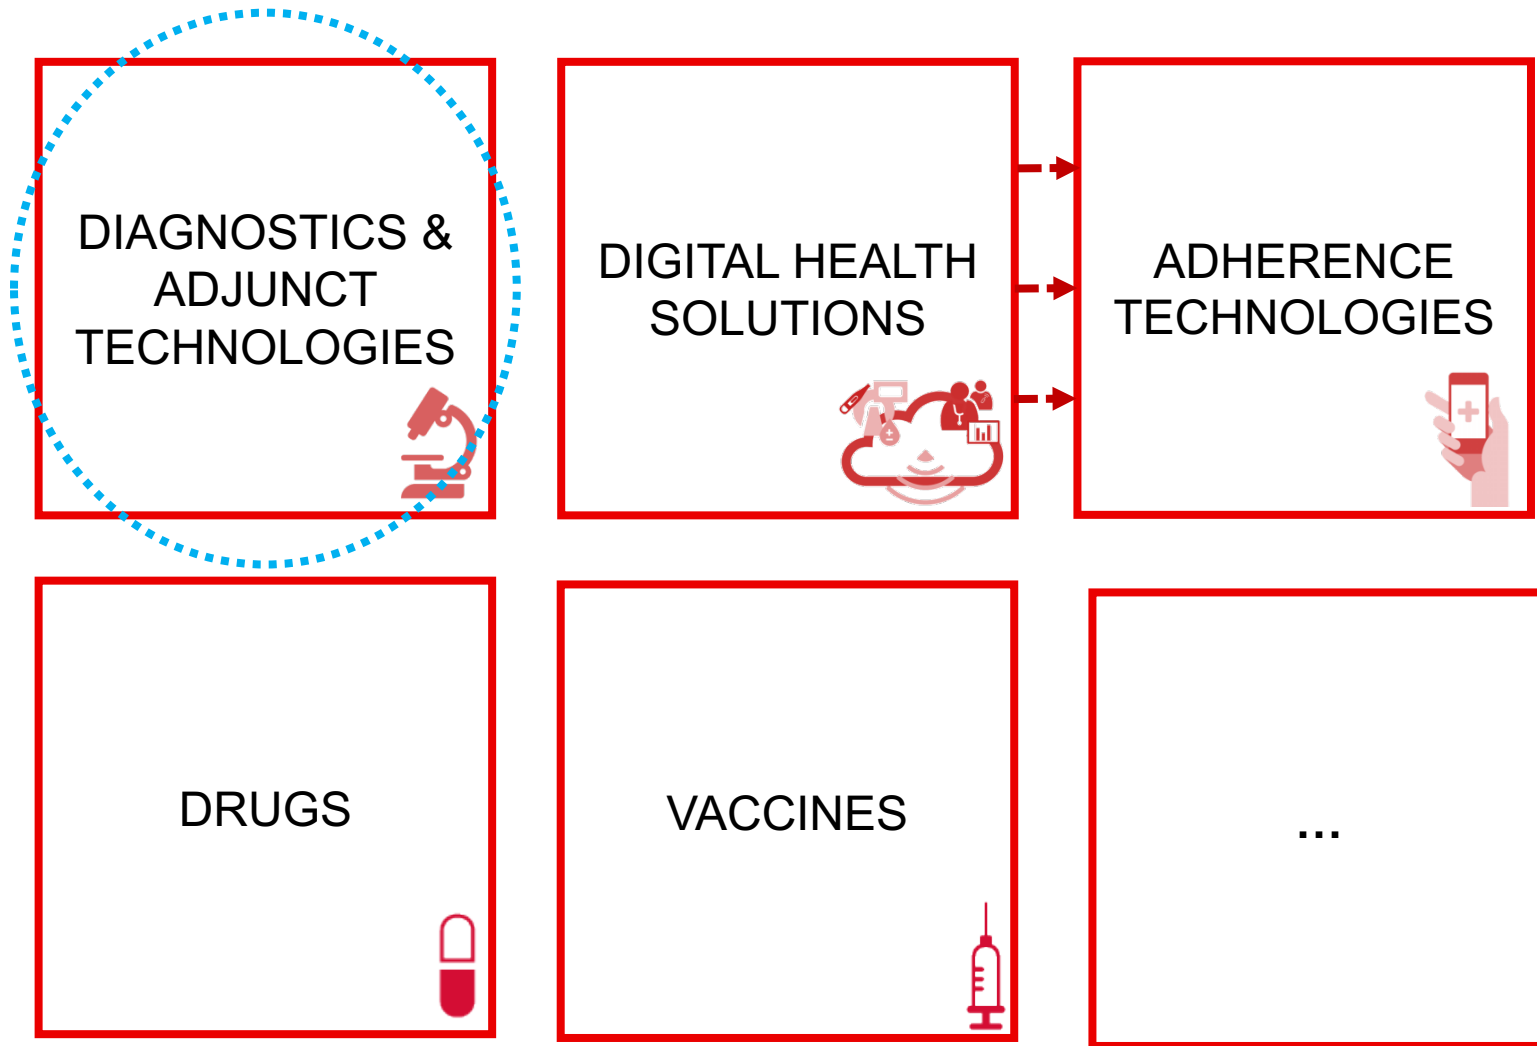 DIAGNOSTICS &
ADJUNCT
TECHNOLOGIES
DIGITAL HEALTH
SOLUTIONS
ADHERENCE
TECHNOLOGIES
DRUGS
VACCINES
...